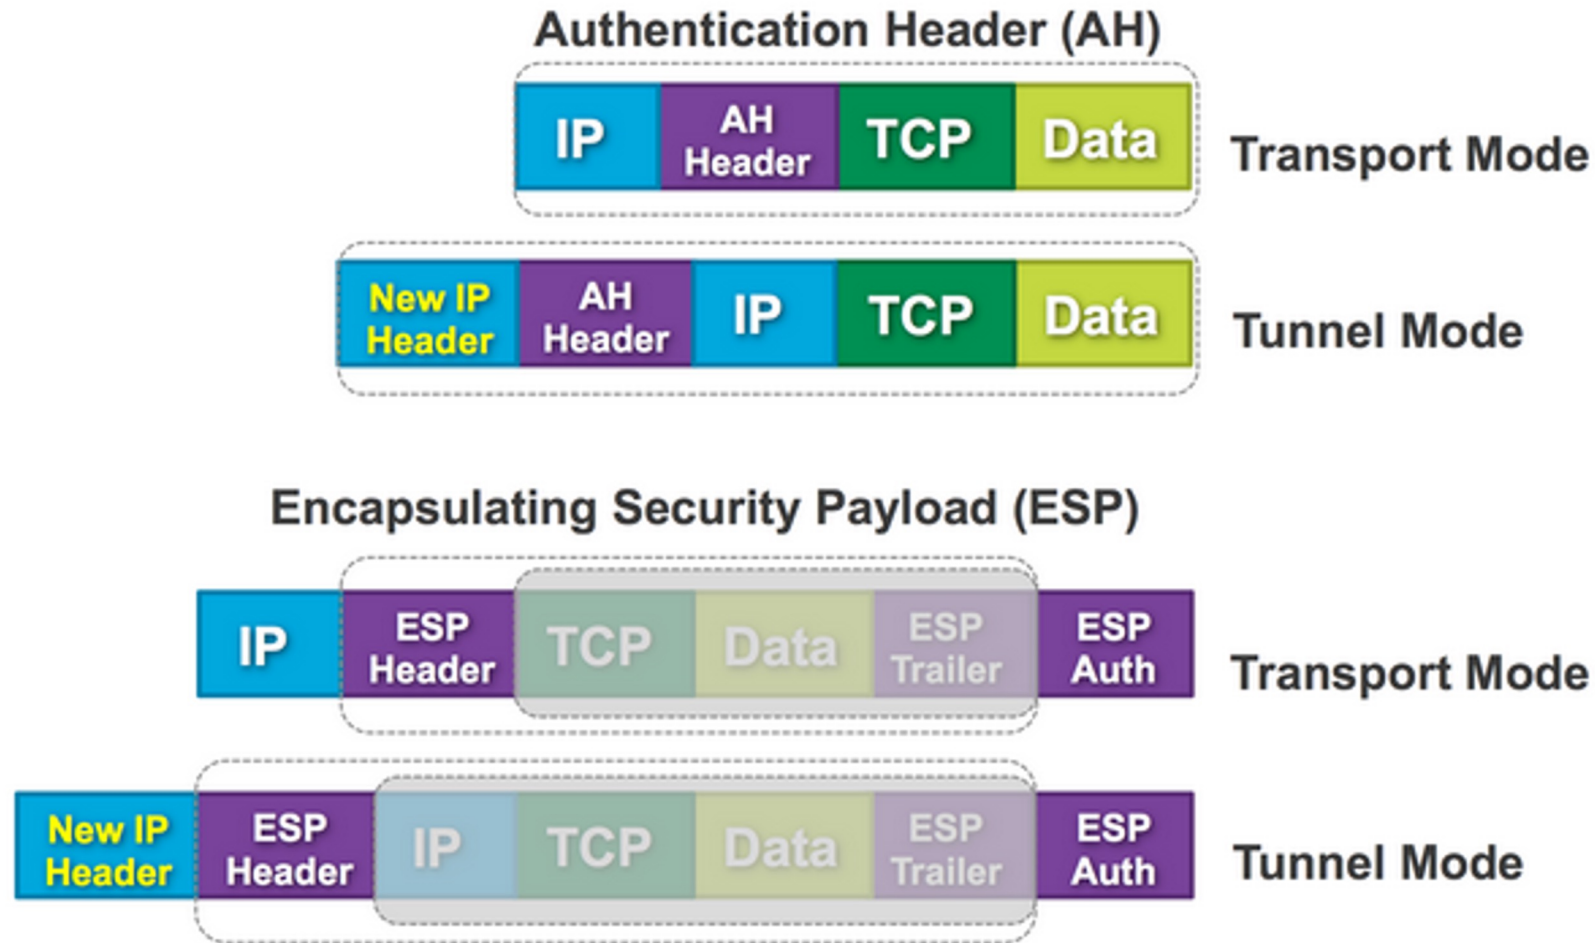 Authentication Header (AH)
IP
AH
Header
TCP
Data
Transport Mode
New IP
Header
AH
Header
IP
TCP
Data
Tunnel Mode
Encapsulating Security Payload (ESP)
IP
ESP
Header
TCP
Data
ESP
Trailer
ESP
Auth
Transport Mode
New IP
Header
ESP
Header
IP
TCP
Data
ESP
Trailer
ESP
Auth
Tunnel Mode